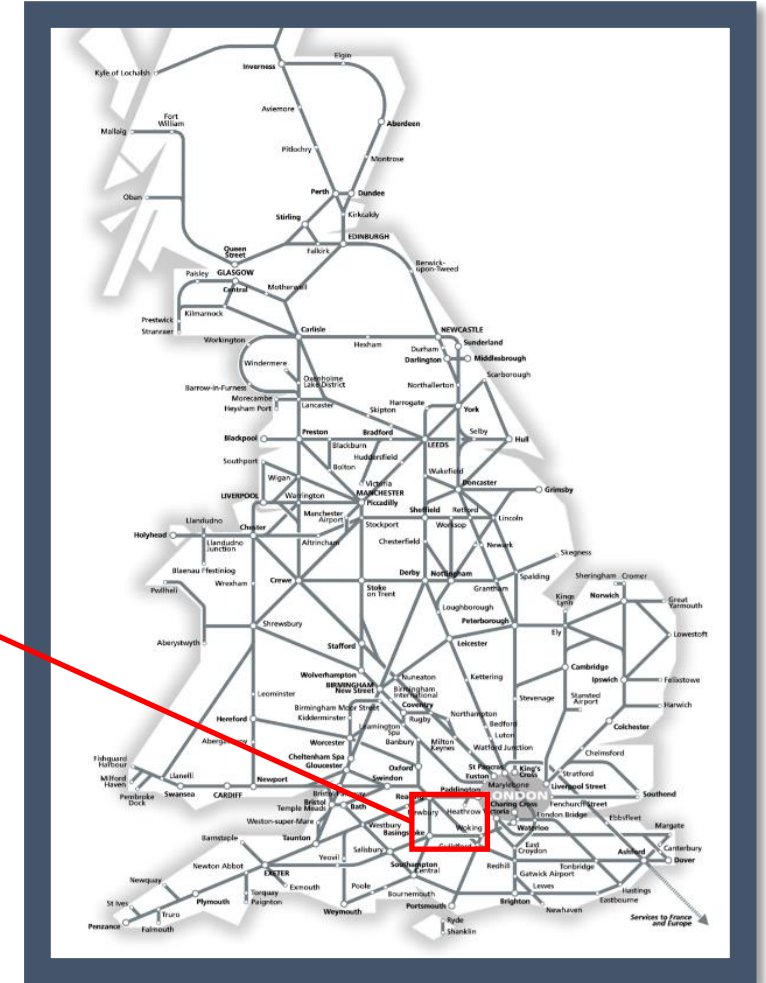 Elgin
Inverness
Kyle of Lochalsh
Aviemore
Fort
William
Mallaig
Aberdeen
Pitlochry
Montrose
Perth
Dundee
Oban
Stirling
Kirkcaldy
EDINBURGH
Queen
Street
Falkirk
Berwick-
upon-Tweed
Paisley
GLASGOW
Central
Motherwell
Prestwick
Kilmarnock
Stranraer
Carlisle
NEWCASTLE
Workington
Hexham
Durham
Sunderland
Darlington
Middlesbrough
Windermere
Oxenholme
Lake District
Scarborough
Barrow-in-Furness
Northallerton
Morecambe
Heysham Port
Lancaster
Skipton
Harrogate
York
Blackpool
Preston
Bradford
LEEDS
Selby
Hull
Blackburn
Southport
Bolton
Huddersfield
Wakefield
Wigan
Victoria
Doncaster
LIVERPOOL
Warrington
MANCHESTER
Piccadilly
Grimsby
Manchester
Airport
Stockport
Sheffield
Retford
Worksop
Lincoln
Llandudno
Chester
Holyhead
Llandudno
Junction
Altrincham
Chesterfield
Newark
Skegness
Blaenau Ffestiniog
Wrexham
Crewe
Stoke
on Trent
Derby
Nottingham
Grantham
Spalding
Sheringham
Cromer
Pwllheli
Kings
Lynn
Norwich
Great
Yarmouth
Loughborough
Shrewsbury
Peterborough
Ely
Lowestoft
Aberystwyth
Stafford
Leicester
Wolverhampton
Nuneaton
Kettering
Cambridge
BIRMINGHAM
New Street
Birmingham
International
Ipswich
Felixstowe
Leominster
Coventry
Stevenage
Stansted
Airport
Harwich
Birmingham Moor Street
Kidderminster
Rugby
Northampton
Hereford
Leamington
Spa
Bedford
Colchester
Abergavenny
Worcester
Banbury
Milton
Keynes
Luton
Watford Junction
Chelmsford
Fishguard
Harbour
Cheltenham Spa
Gloucester
Oxford
St Pancras
King's
Cross
Milford
Haven
Llanelli
Swindon
Euston
Stratford
Pembroke
Dock
Swansea
CARDIFF
Newport
Paddington
Marylebone
Liverpool Street
LONDON
Southend
Bristol
Temple Meads
Bath
Newbury
Heathrow
Victoria
Charing Cross
Fenchurch Street
London Bridge
Ebbsfleet
Weston-super-Mare
Westbury
Basingstoke
Woking
Waterloo
Margate
Barnstaple
Taunton
Salisbury
East
Croydon
Canterbury
Yeovil
Guildford
Redhill
Tonbridge
Ashford
Dover
Newton Abbot
EXETER
Southampton
Central
Gatwick Airport
Newquay
Exmouth
Poole
Lewes
Hastings
St Ives
Plymouth
Torquay
Paignton
Bournemouth
Brighton
Eastbourne
Truro
Weymouth
Portsmouth
Newhaven
Penzance
Falmouth
Ryde
Shanklin
Services to France
and Europe